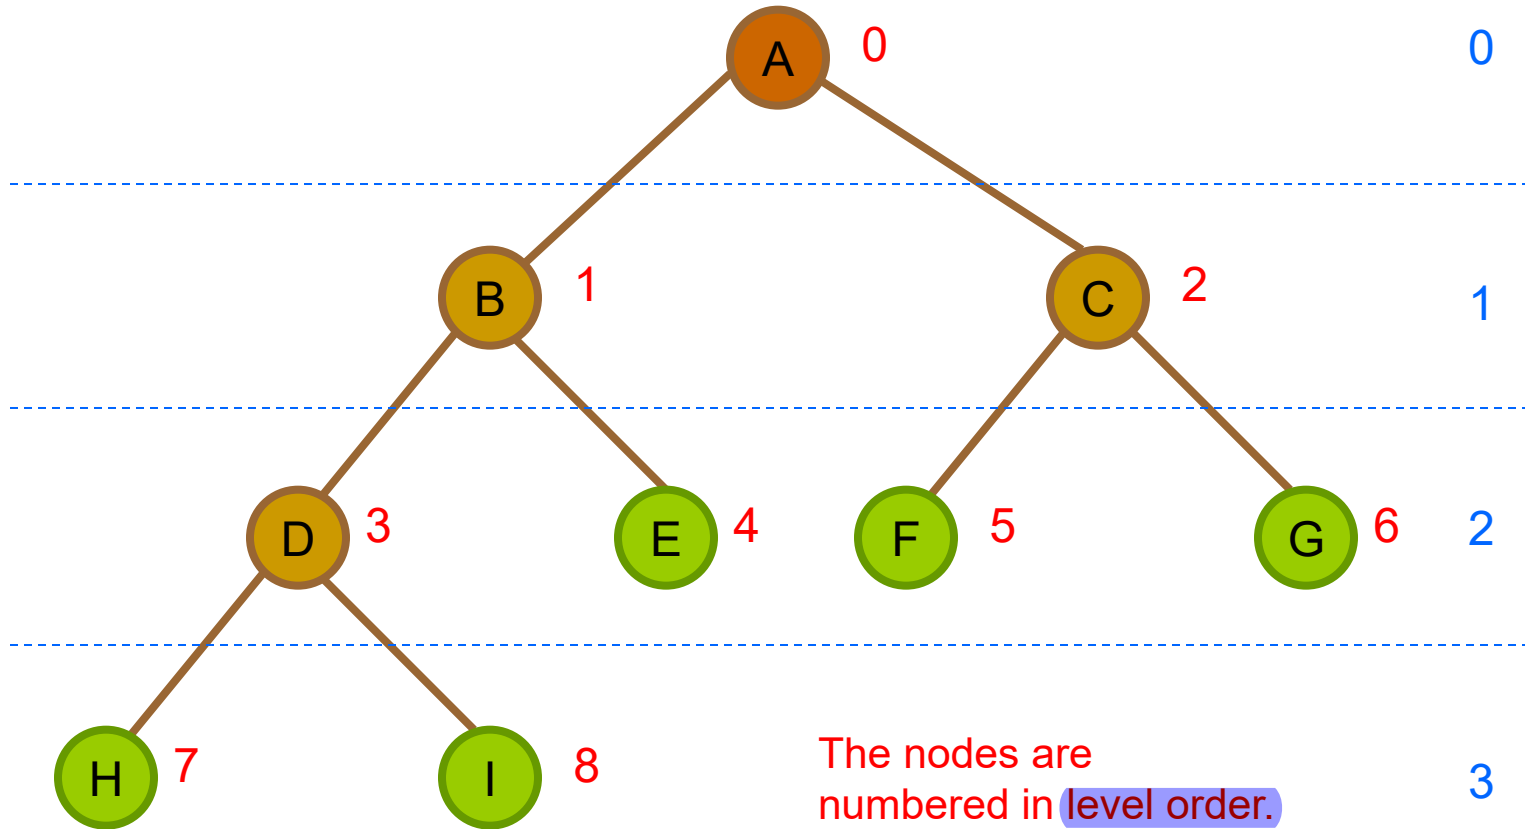 A 0 0
B 1 C 2 1
D 3 E 4 F 5 G 6 2
H 7 I 8
The nodes are
numbered in level order.
3